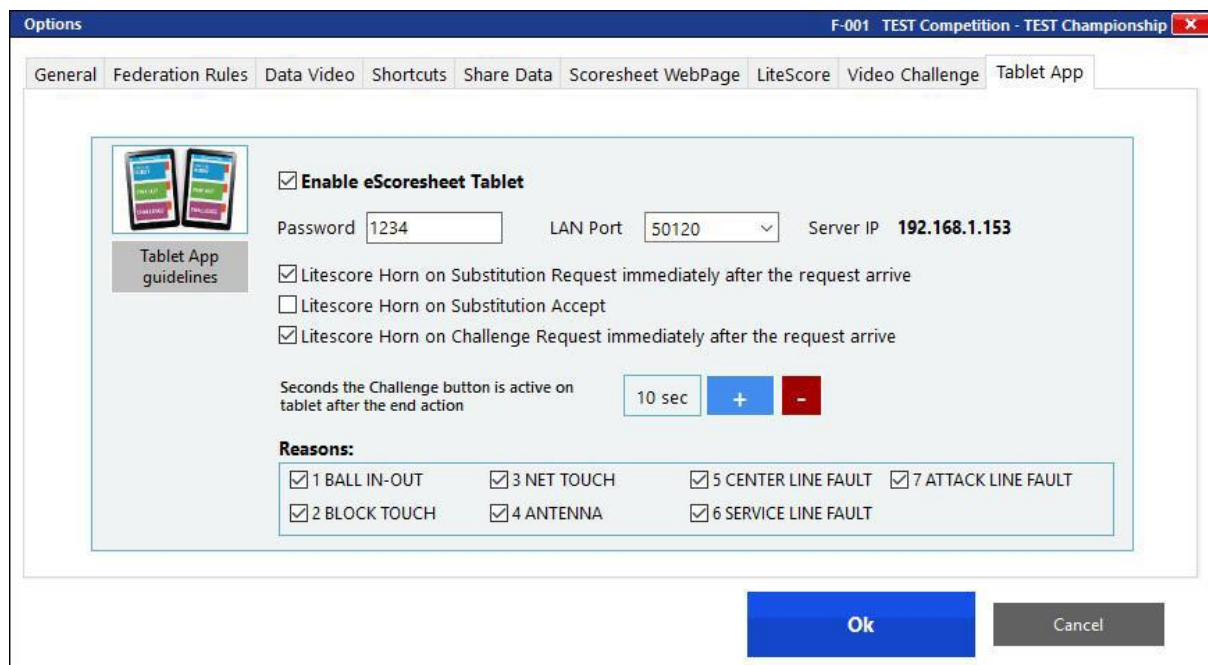 Options
F-001 TEST Competition - TEST Championship
General Federation Rules Data Video Shortcuts Share Data Scoresheet WebPage LiteScore Video Challenge Tablet App
Enable eScoresheet Tablet
Password 1234 LAN Port 50120 Server IP 192.168.1.153
Tablet App
guidelines
Litescore Horn on Substitution Request immediately after the request arrive
Litescore Horn on Substitution Accept
Litescore Horn on Challenge Request immediately after the request arrive
Seconds the Challenge button is active on
tablet after the end action
10 sec + -
Reasons:
1 BALL IN-OUT 3 NET TOUCH 5 CENTER LINE FAULT 7 ATTACK LINE FAULT
2 BLOCK TOUCH 4 ANTENNA 6 SERVICE LINE FAULT
Ok Cancel